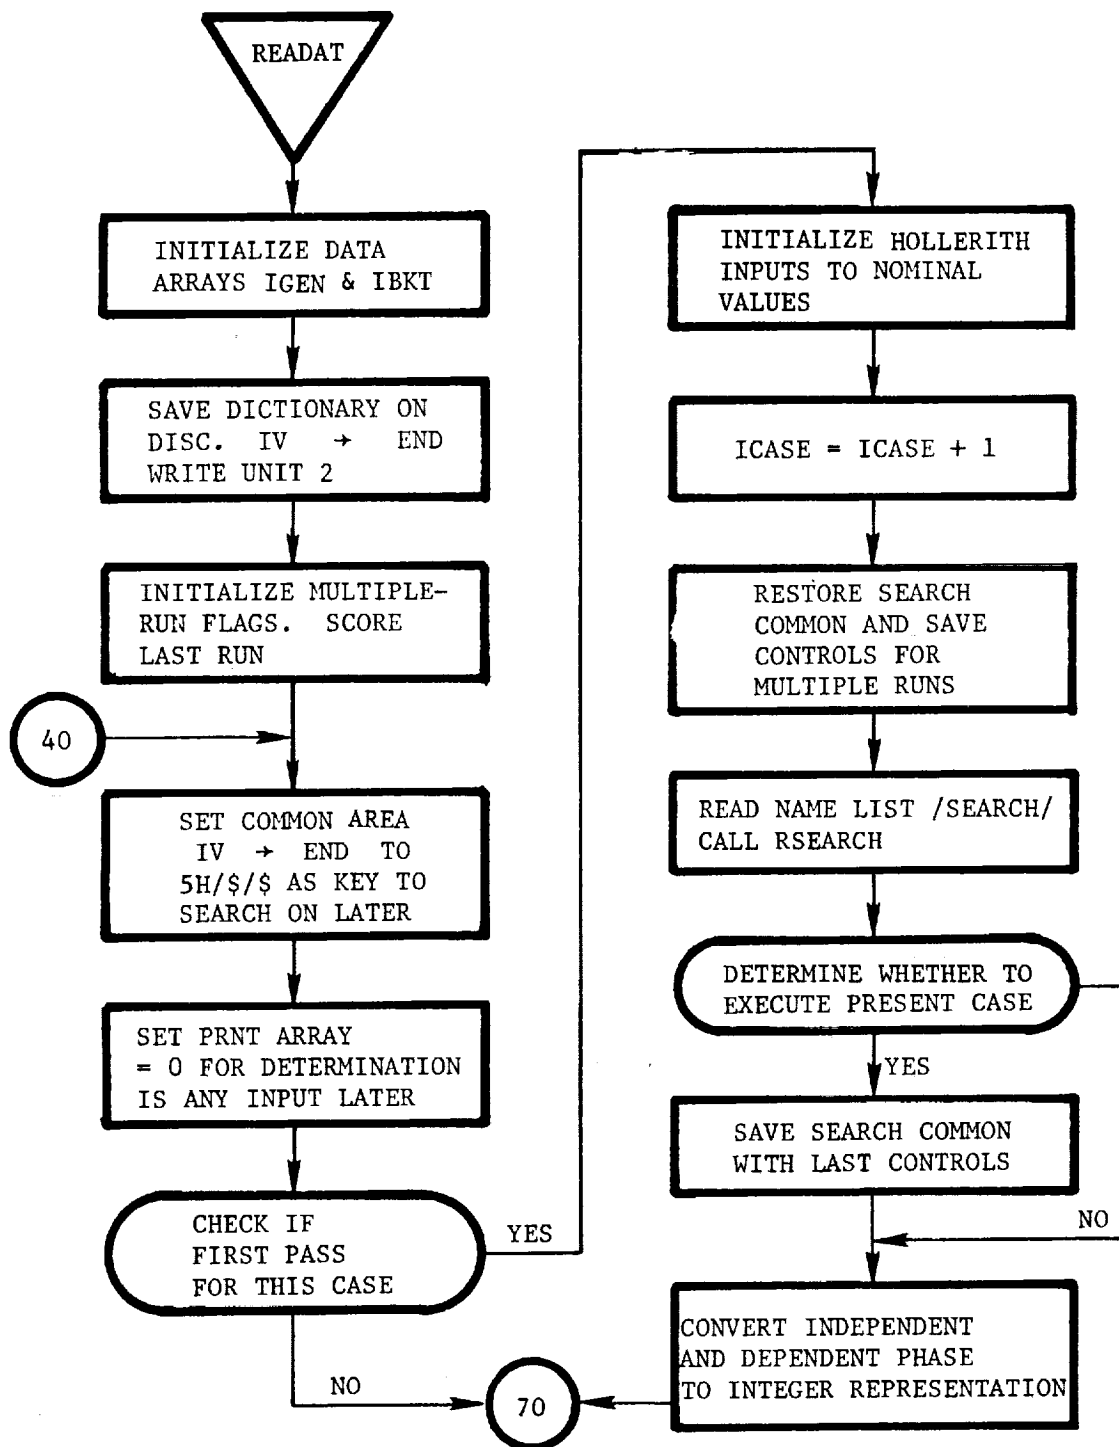 READAT
INITIALIZE DATA
ARRAYS IGEN & IBKT
SAVE DICTIONARY ON
DISC. IV → END
WRITE UNIT 2
INITIALIZE MULTIPLE-
RUN FLAGS. SCORE
LAST RUN
40
SET COMMON AREA
IV → END TO
5H/$/$ AS KEY TO
SEARCH ON LATER
SET PRNT ARRAY
= 0 FOR DETERMINATION
IS ANY INPUT LATER
CHECK IF
FIRST PASS
FOR THIS CASE
YES
NO
70
INITIALIZE HOLLERITH
INPUTS TO NOMINAL
VALUES
ICASE = ICASE + 1
RESTORE SEARCH
COMMON AND SAVE
CONTROLS FOR
MULTIPLE RUNS
READ NAME LIST /SEARCH/
CALL RSEARCH
DETERMINE WHETHER TO
EXECUTE PRESENT CASE
YES
SAVE SEARCH COMMON
WITH LAST CONTROLS
NO
CONVERT INDEPENDENT
AND DEPENDENT PHASE
TO INTEGER REPRESENTATION